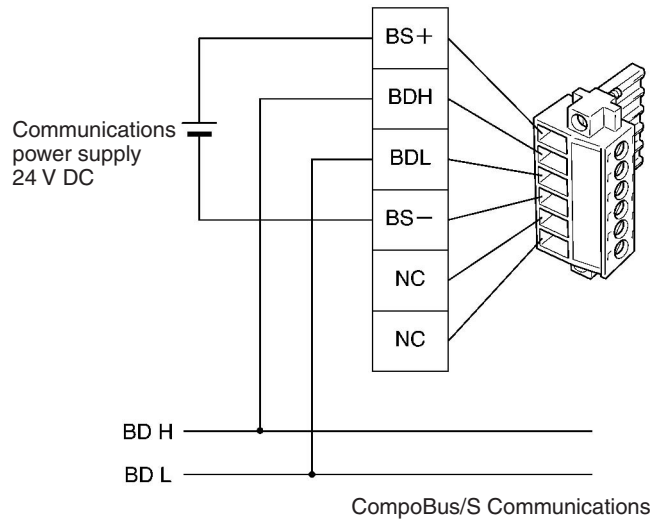 BS+
BDH
BDL
BS−
NC
NC
Communications
power supply
24 V DC
BD H
BD L
CompoBus/S Communications